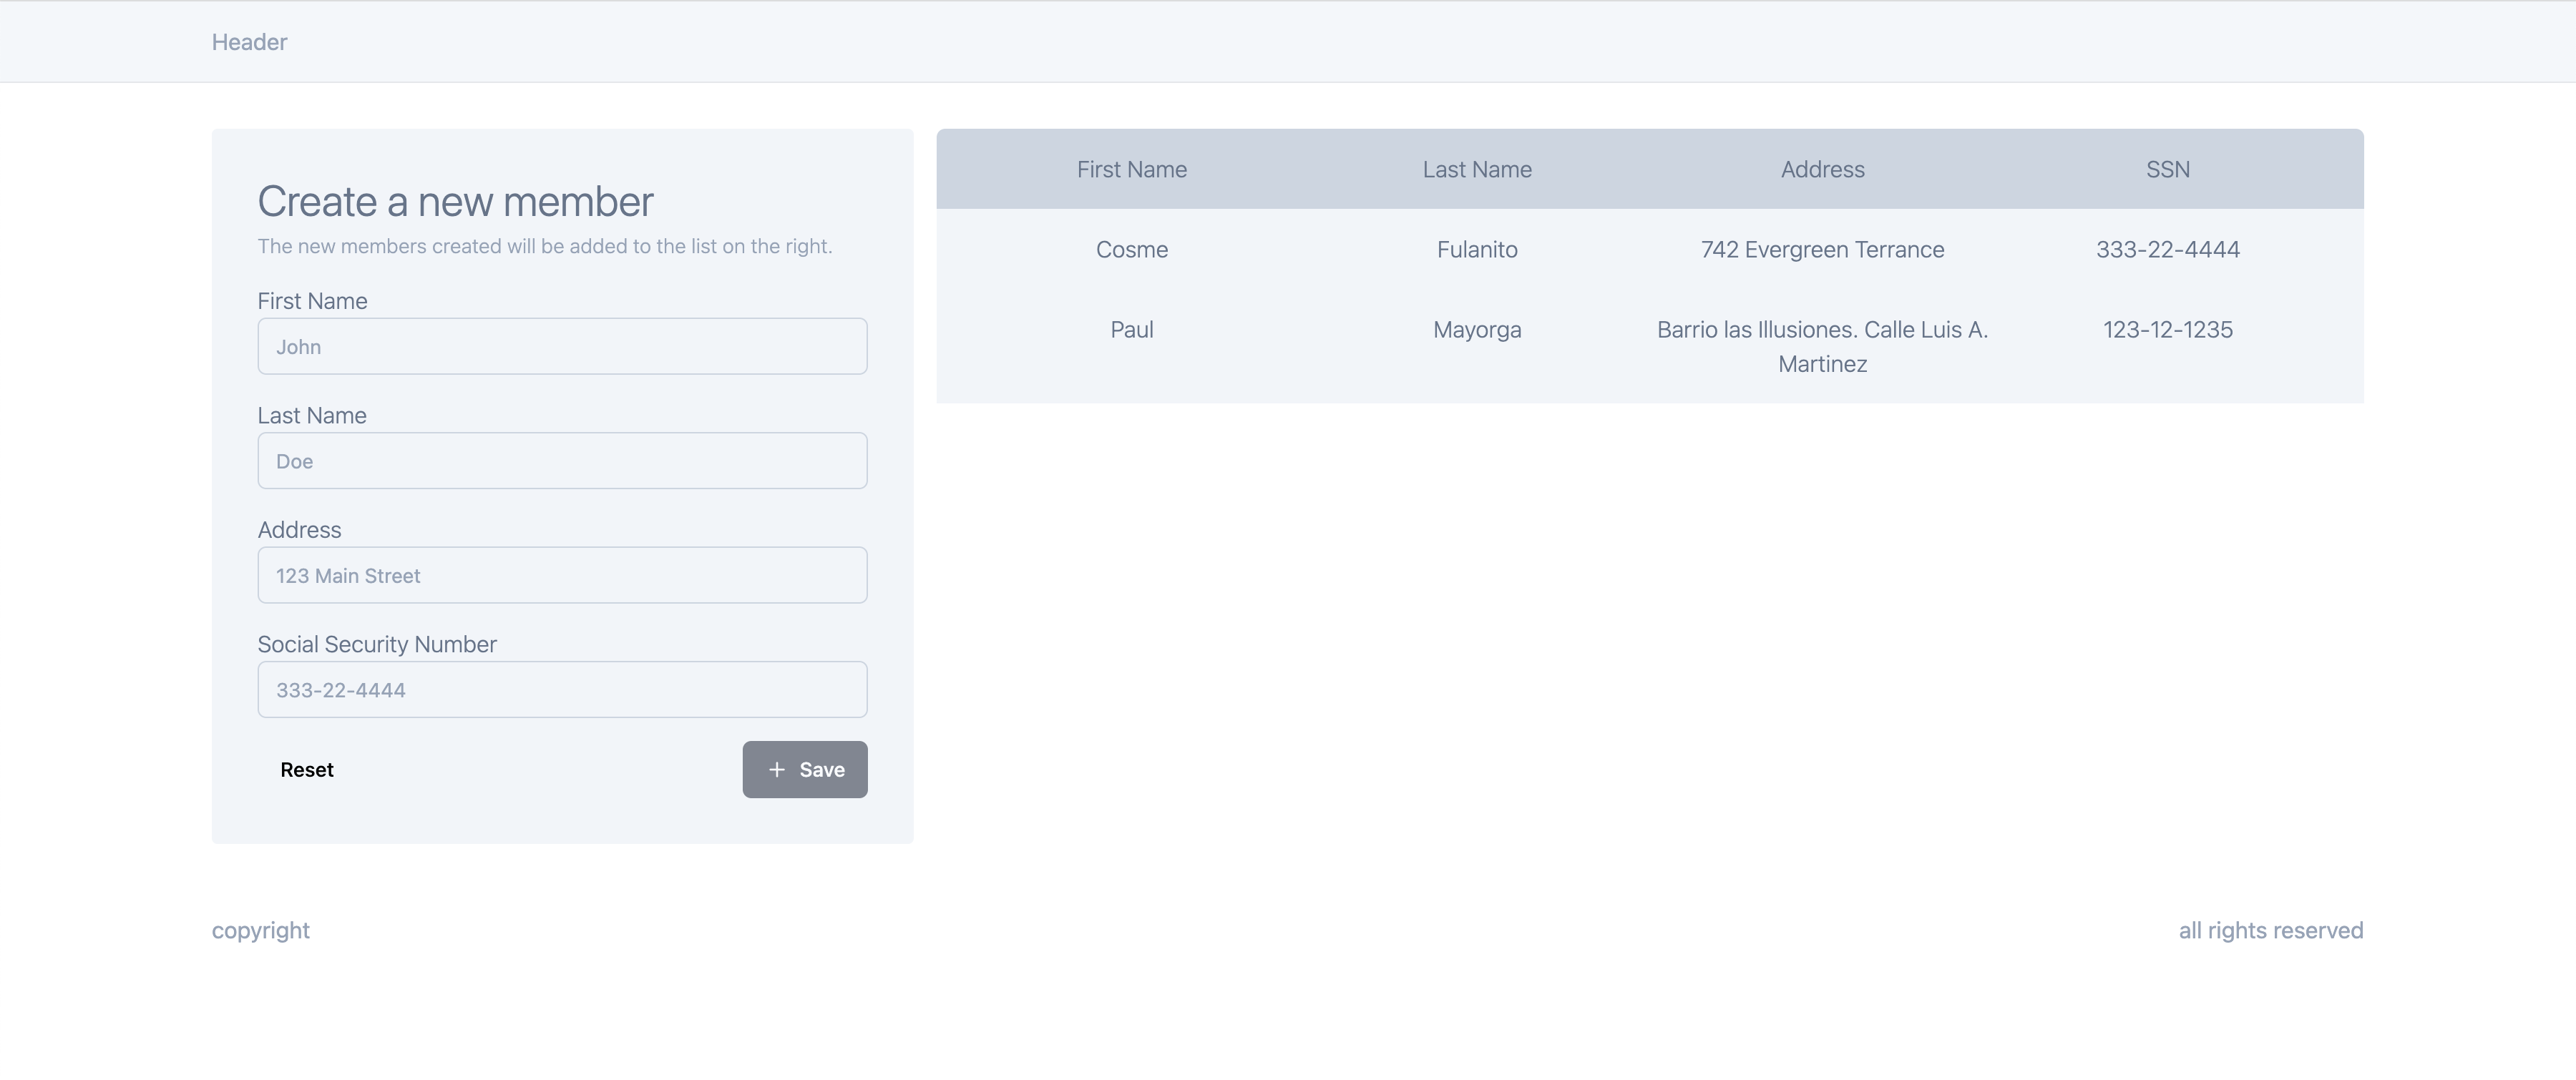 Header
Create a new member
The new members created will be added to the list on the right.
First Name
John
Last Name
Doe
Address
123 Main Street
Social Security Number
333-22-4444
Reset
+ Save
First Name Last Name Address SSN
Cosme Fulanito 742 Evergreen Terrance 333-22-4444
Paul Mayorga Barrio las Illusiones. Calle Luis A. 123-12-1235
Martinez
copyright
all rights reserved